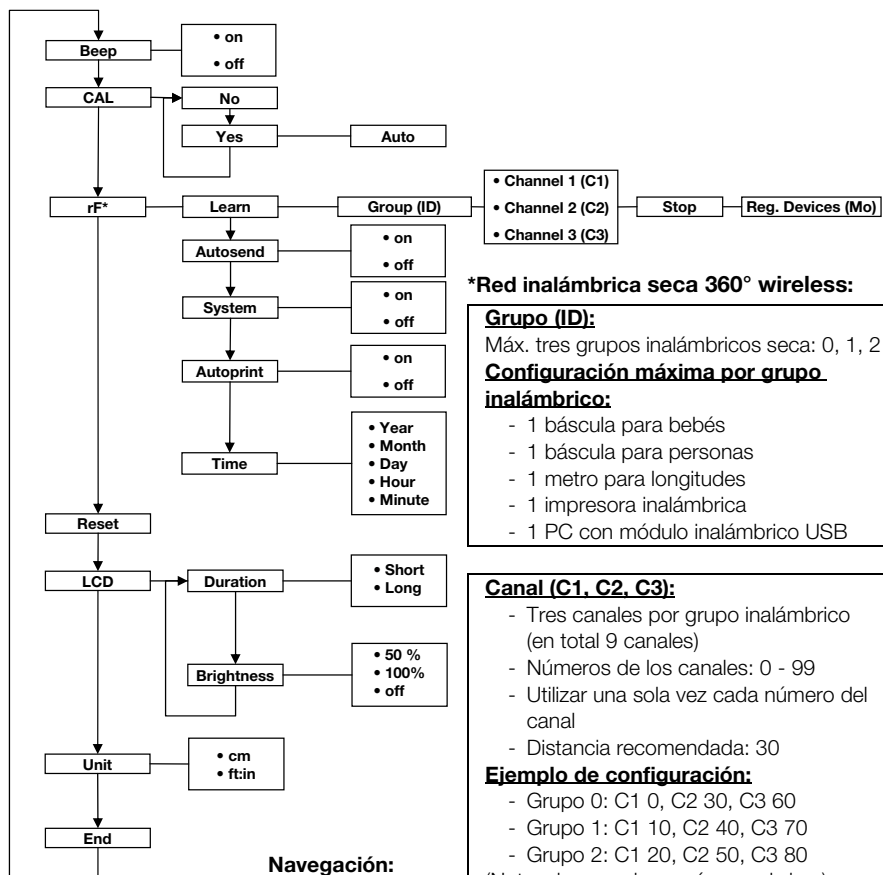 Beep
• on
• off
CAL
No
Yes
Auto
rF*
Learn
Group (ID)
• Channel 1 (C1)
• Channel 2 (C2)
• Channel 3 (C3)
Stop
Reg. Devices (Mo)
Autosend
• on
• off
System
• on
• off
Autoprint
• on
• off
Time
• Year
• Month
• Day
• Hour
• Minute
Reset
LCD
Duration
• Short
• Long
Brightness
• 50 %
• 100%
• off
Unit
• cm
• ft:in
End
Navegación:
*Red inalámbrica seca 360° wireless:
Grupo (ID):
Máx. tres grupos inalámbricos seca: 0, 1, 2
Configuración máxima por grupo
inalámbrico:
- 1 báscula para bebés
- 1 báscula para personas
- 1 metro para longitudes
- 1 impresora inalámbrica
- 1 PC con módulo inalámbrico USB
Canal (C1, C2, C3):
- Tres canales por grupo inalámbrico
(en total 9 canales)
- Números de los canales: 0 - 99
- Utilizar una sola vez cada número del
canal
- Distancia recomendada: 30
Ejemplo de configuración:
- Grupo 0: C1 0, C2 30, C3 60
- Grupo 1: C1 10, C2 40, C3 70
- Grupo 2: C1 20, C2 50, C3 80